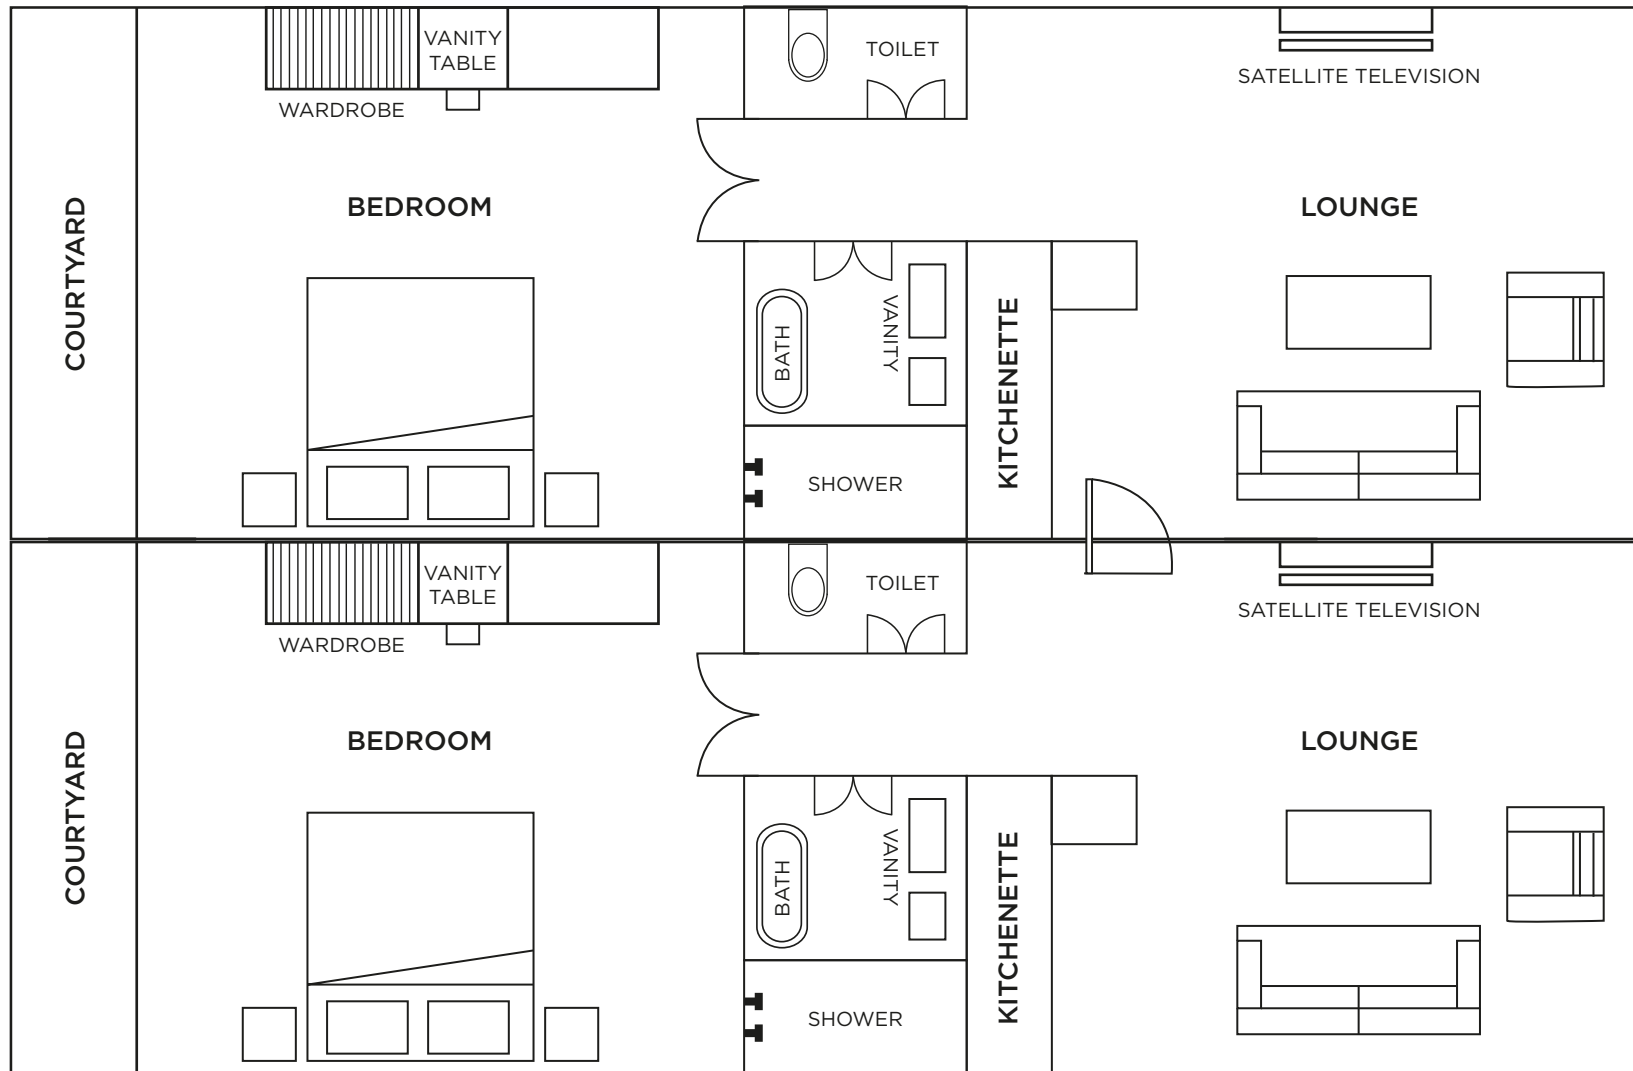 VANITY
TABLE
TOILET
SATELLITE TELEVISION
WARDROBE
COURTYARD
BEDROOM
LOUNGE
BATH
VANITY
KITCHENETTE
SHOWER
VANITY
TABLE
TOILET
SATELLITE TELEVISION
WARDROBE
COURTYARD
BEDROOM
LOUNGE
BATH
VANITY
KITCHENETTE
SHOWER